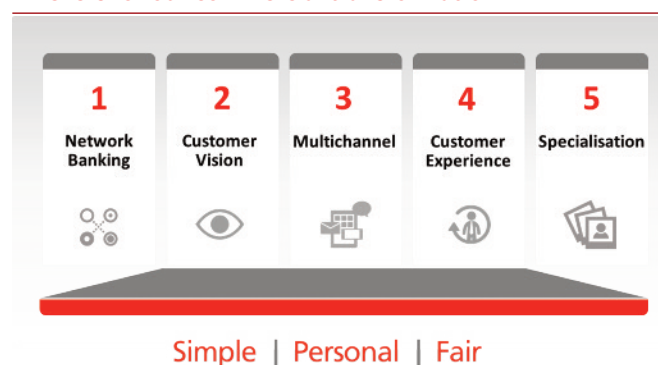 1
Network
Banking
2
Customer
Vision
3
Multichannel
4
Customer
Experience
5
Specialisation
Simple | Personal | Fair